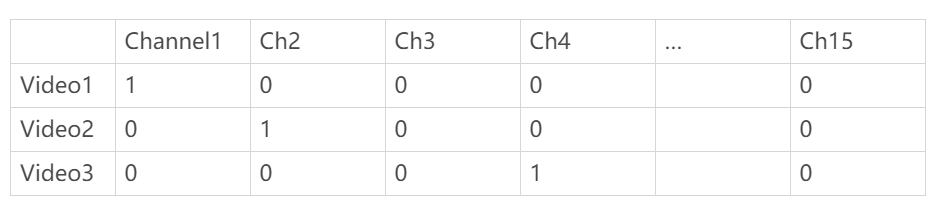 Channel1 Ch2 Ch3 Ch4 ... Ch15
Video1 1 0 0 0 0
Video2 0 1 0 0 0
Video3 0 0 0 1 0